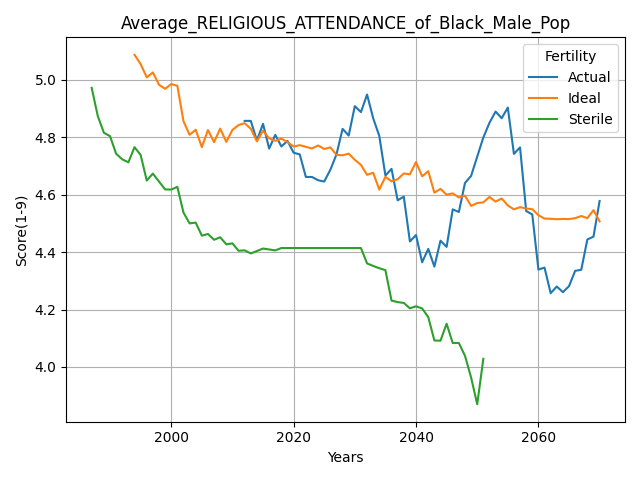 Average_RELIGIOUS_ATTENDANCE_of_Black_Male_Pop
Fertility
Actual
Ideal
Sterile
Score(1-9)
5.0
4.8
4.6
4.4
4.2
4.0
2000 2020 2040 2060
Years